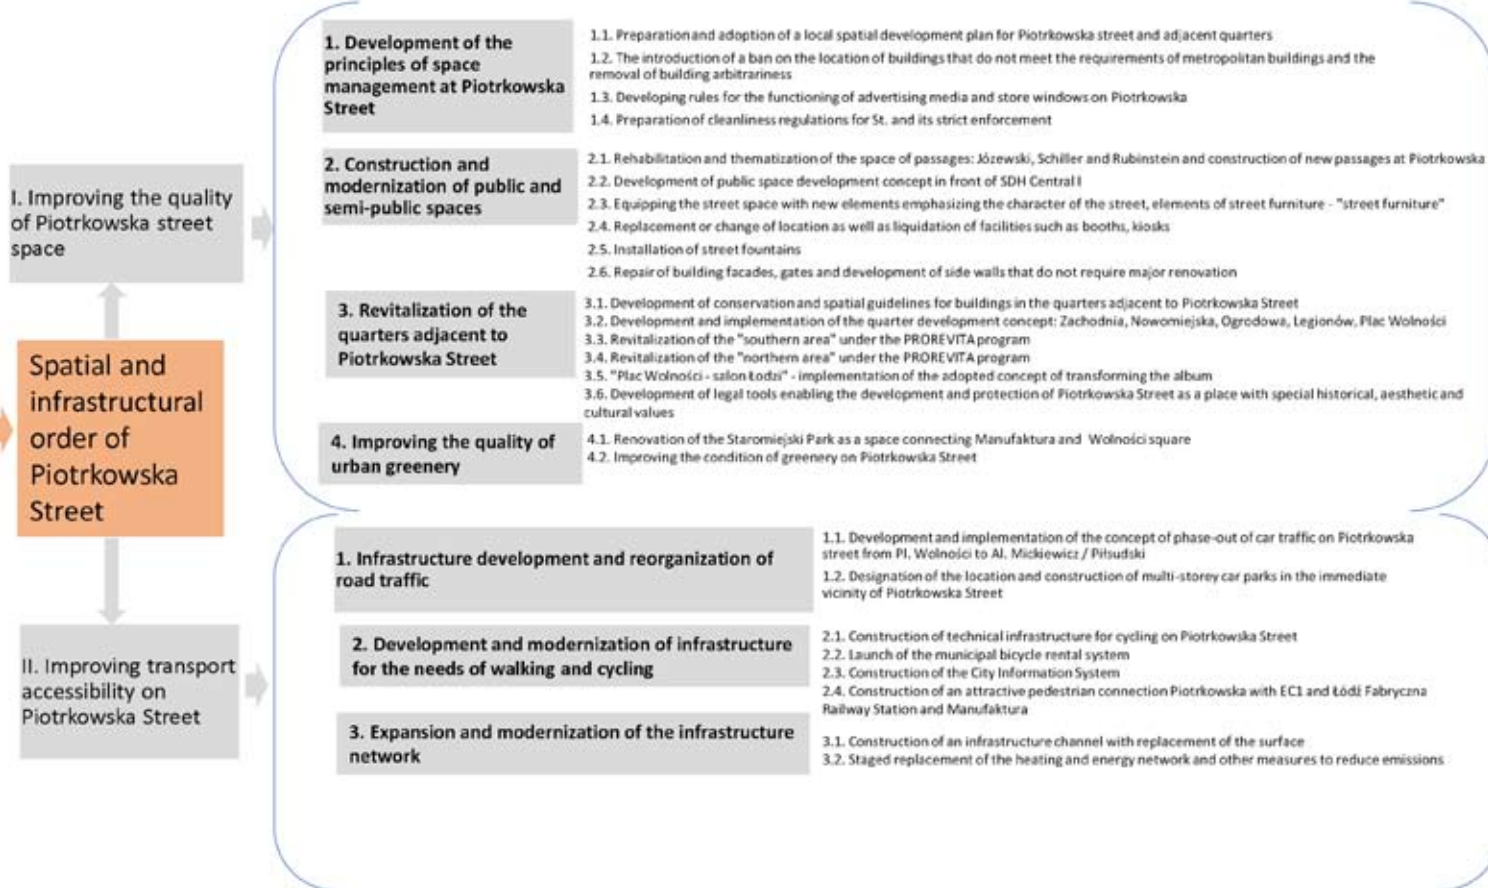 I. Improving the quality
of Piotrkowska street
space
Spatial and
infrastructural
order of
Piotrkowska
Street
II. Improving transport
accessibility on
Piotrkowska Street
1. Development of the
principles of space
management at Piotrkowska
Street
1.1. Preparation and adoption of a local spatial development plan for Piotrkowska street and adjacent quarters
1.2. The introduction of a ban on the location of buildings that do not meet the requirements of metropolitan buildings and the
removal of building arbitrariness
1.3. Developing rules for the functioning of advertising media and store windows on Piotrkowska
1.4. Preparation of cleanliness regulations for St. and its strict enforcement
2. Construction and
modernization of public and
semi-public spaces
2.1. Rehabilitation and thematization of the space of passages: Józewski, Schiller and Rubinstein and construction of new passages at Piotrkowska
2.2. Development of public space development concept in front of SDH Central I
2.3. Equipping the street space with new elements emphasizing the character of the street, elements of street furniture - "street furniture"
2.4. Replacement or change of location as well as liquidation of facilities such as booths, kiosks
2.5. Installation of street fountains
2.6. Repair of building facades, gates and development of side walls that do not require major renovation
3. Revitalization of the
quarters adjacent to
Piotrkowska Street
3.1. Development of conservation and spatial guidelines for buildings in the quarters adjacent to Piotrkowska Street
3.2. Development and implementation of the quarter development concept: Zachodnia, Nowomiejska, Ogrodowa, Legionów, Plac Wolności
3.3. Revitalization of the "southern area" under the PROREVITA program
3.4. Revitalization of the "northern area" under the PROREVITA program
3.5. "Plac Wolności - salon Łodzi" - implementation of the adopted concept of transforming the album
3.6. Development of legal tools enabling the development and protection of Piotrkowska Street as a place with special historical, aesthetic and
cultural values
4. Improving the quality of
urban greenery
4.1. Renovation of the Staromiejski Park as a space connecting Manufaktura and Wolności square
4.2. Improving the condition of greenery on Piotrkowska Street
1. Infrastructure development and reorganization of
road traffic
1.1. Development and implementation of the concept of phase-out of car traffic on Piotrkowska
street from Pl. Wolności to Al. Mickiewicz / Piłsudski
1.2. Designation of the location and construction of multi-storey car parks in the immediate
vicinity of Piotrkowska Street
2. Development and modernization of infrastructure
for the needs of walking and cycling
2.1. Construction of technical infrastructure for cycling on Piotrkowska Street
2.2. Launch of the municipal bicycle rental system
2.3. Construction of the City Information System
2.4. Construction of an attractive pedestrian connection Piotrkowska with EC1 and Łódź Fabryczna
Railway Station and Manufaktura
3. Expansion and modernization of the infrastructure
network
3.1. Construction of an infrastructure channel with replacement of the surface
3.2. Staged replacement of the heating and energy network and other measures to reduce emissions